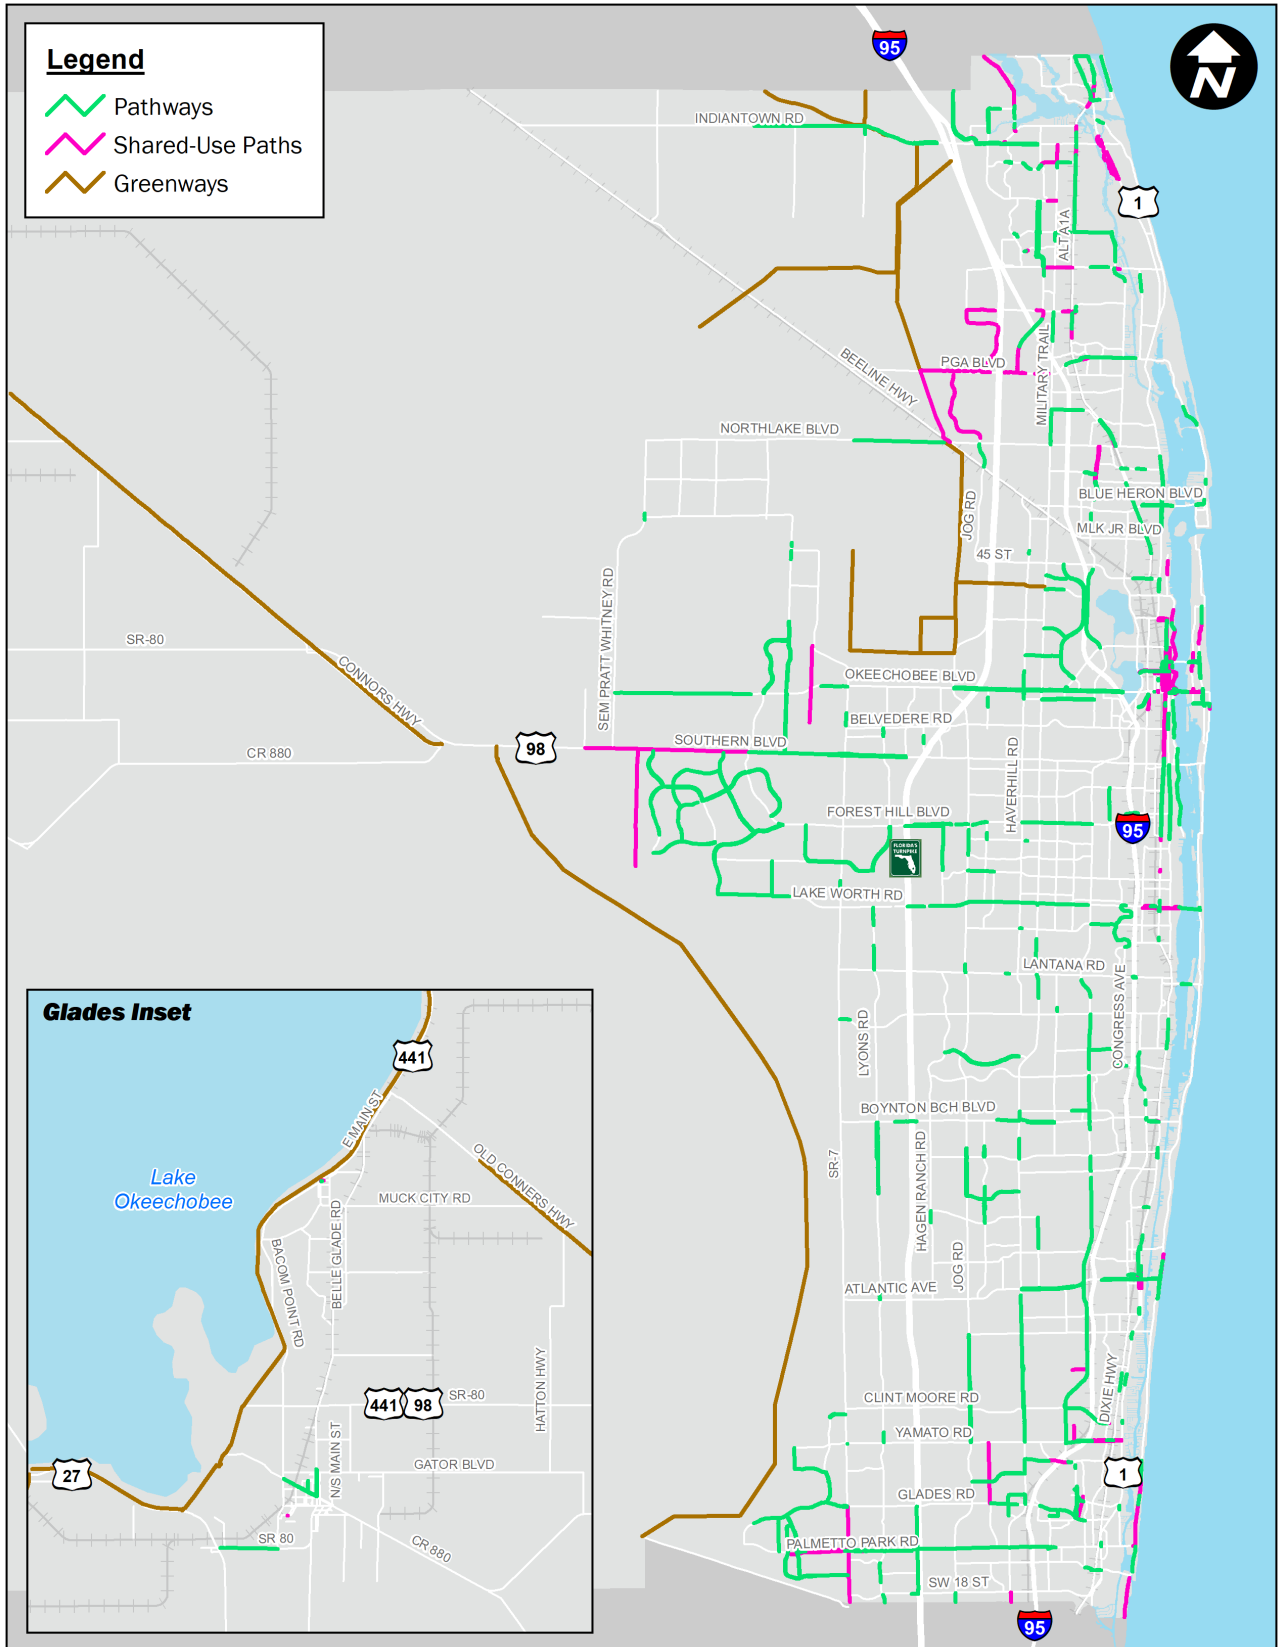 Legend
Pathways
Shared-Use Paths
Greenways
95
N
INDIANTOWN RD
1
ALT A1A
BEELINE HWY
PGA BLVD
MILITARY TRAIL
NORTHLAKE BLVD
BLUE HERON BLVD
JOG RD
MLK JR BLVD
45 ST
SEM PRATT WHITNEY RD
SR-80
CONNORS HWY
OKEECHOBEE BLVD
BELVEDERE RD
98
SOUTHERN BLVD
CR 880
HAVERHILL RD
FOREST HILL BLVD
95
FLORIDA'S
TURNPIKE
LAKE WORTH RD
LANTANA RD
CONGRESS AVE
LYONS RD
BOYNTON BCH BLVD
SR-7
HAGEN RANCH RD
JOG RD
ATLANTIC AVE
DIXIE HWY
CLINT MOORE RD
YAMATO RD
1
GLADES RD
PALMETTO PARK RD
SW 18 ST
95
Glades Inset
441
E MAIN ST
Lake
Okeechobee
OLD CONNERS HWY
MUCK CITY RD
BELLE GLADE RD
BACOM POINT RD
HATTON HWY
441
98
SR-80
N/S MAIN ST
GATOR BLVD
27
SR 80
CR 880